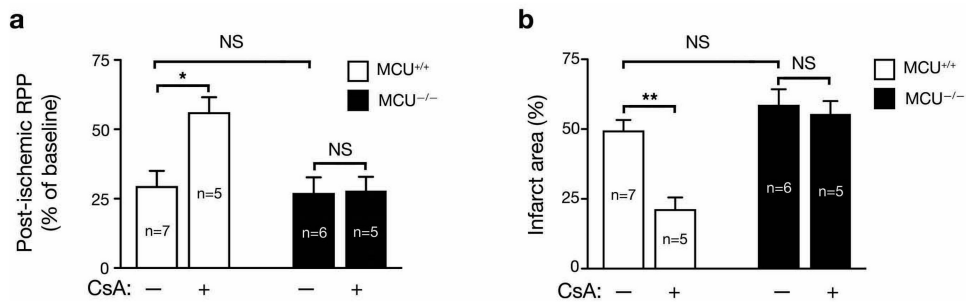 a
NS
75
*
MCU+/+
MCU−/−
50
NS
25
n=7
n=5
n=6
n=5
0
Post-ischemic RPP
(% of baseline)
CsA: − + − +
b
NS
75
NS
MCU+/+
MCU−/−
**
50
25
n=7
n=5
n=6
n=5
0
Infarct area (%)
CsA: − + − +